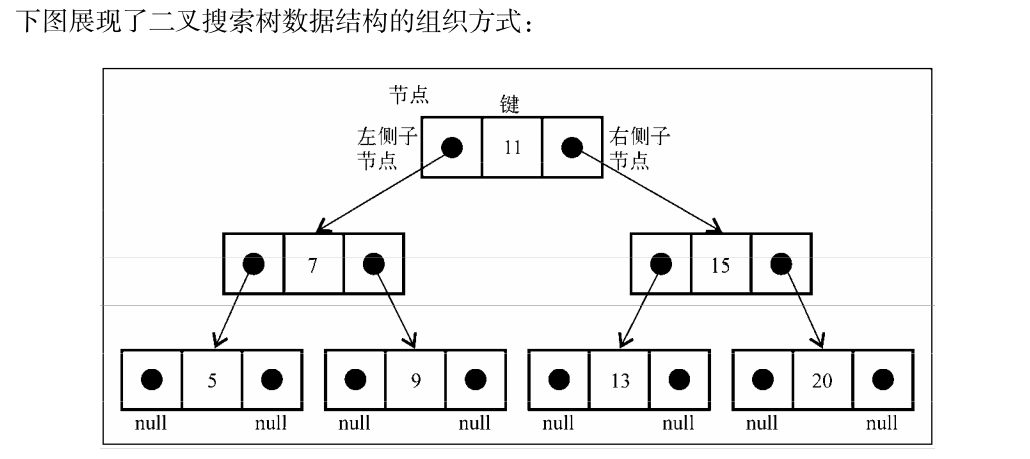 下图展现了二叉搜索树数据结构的组织方式：
节点
键
左侧子
节点
11
右侧子
节点
7
15
5
9
13
20
null
null
null
null
null
null
null
null